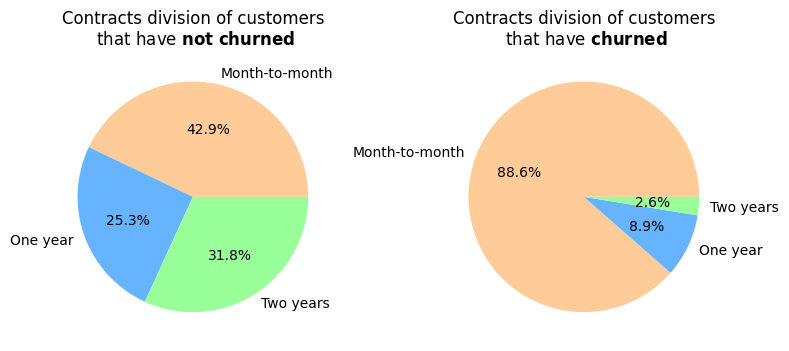 Contracts division of customers
that have not churned
Month-to-month
42.9%
25.3%
One year
31.8%
Two years
Contracts division of customers
that have churned
Month-to-month
88.6%
2.6%
Two years
8.9%
One year